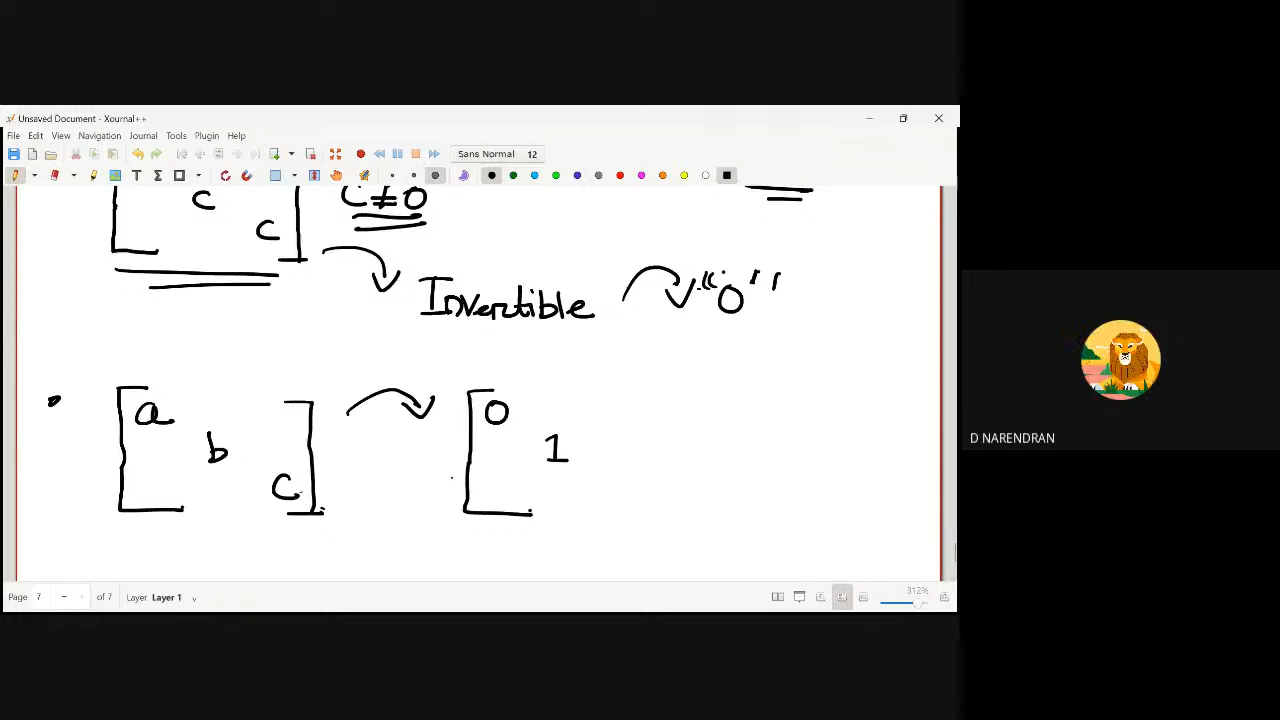 Unsaved Document - Xournal++
File Edit View Navigation Journal Tools Plugin Help
Sans Normal 12
c C≠0
c
Invertible "0"
a 0
b 1
c
D NARENDRAN
Page 7 of 7 Layer Layer 1 312%